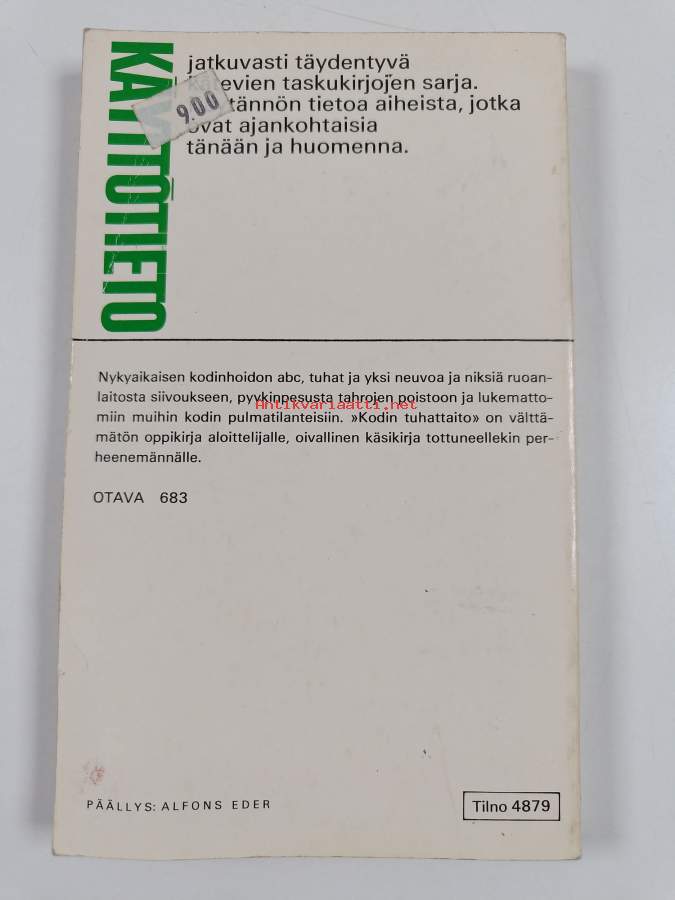 KÄYTTÖTIETO
jatkuvasti täydentyvä
kätevien taskukirjojen sarja.
tännön tietoa aiheista, jotka
ovat ajankohtaisia
tänään ja huomenna.
9.00
Nykyaikaisen kodinhoidon abc, tuhat ja yksi neuvoa ja niksiä ruoan-
laitosta siivoukseen, pyykinpesusta tahrojen poistoon ja lukematto-
Antikvariaatti.net
miin muihin kodin pulmatilanteisiin. »Kodin tuhattaito» on välttä-
mätön oppikirja aloittelijalle, oivallinen käsikirja tottuneellekin per-
heenemännälle.
OTAVA 683
PÄÄLLYS: ALFONS EDER
Tilno 4879